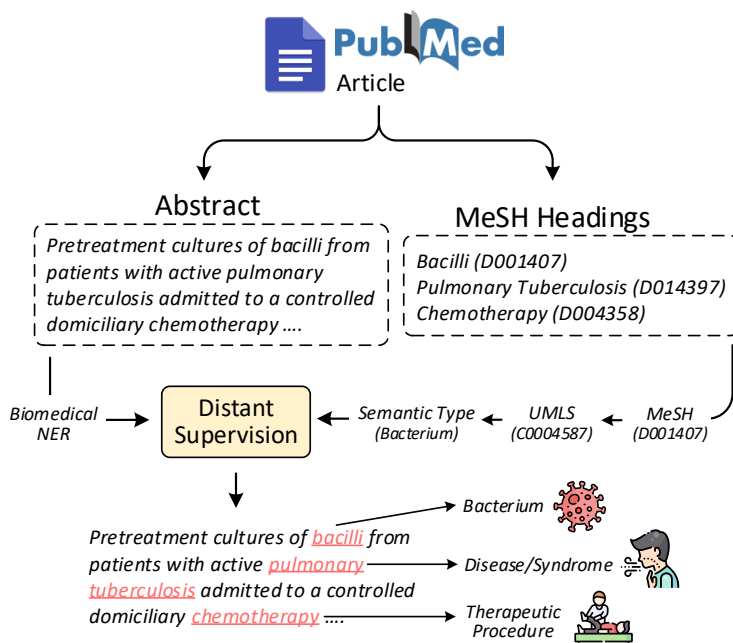 PubMed
Article
Abstract
Pretreatment cultures of bacilli from
patients with active pulmonary
tuberculosis admitted to a controlled
domiciliary chemotherapy ....
MeSH Headings
Bacilli (D001407)
Pulmonary Tuberculosis (D014397)
Chemotherapy (D004358)
Biomedical
NER
Distant
Supervision
Semantic Type
(Bacterium)
UMLS
(C0004587)
MeSH
(D001407)
Pretreatment cultures of bacilli from
patients with active pulmonary
tuberculosis admitted to a controlled
domiciliary chemotherapy ....
Bacterium
Disease/Syndrome
Therapeutic
Procedure